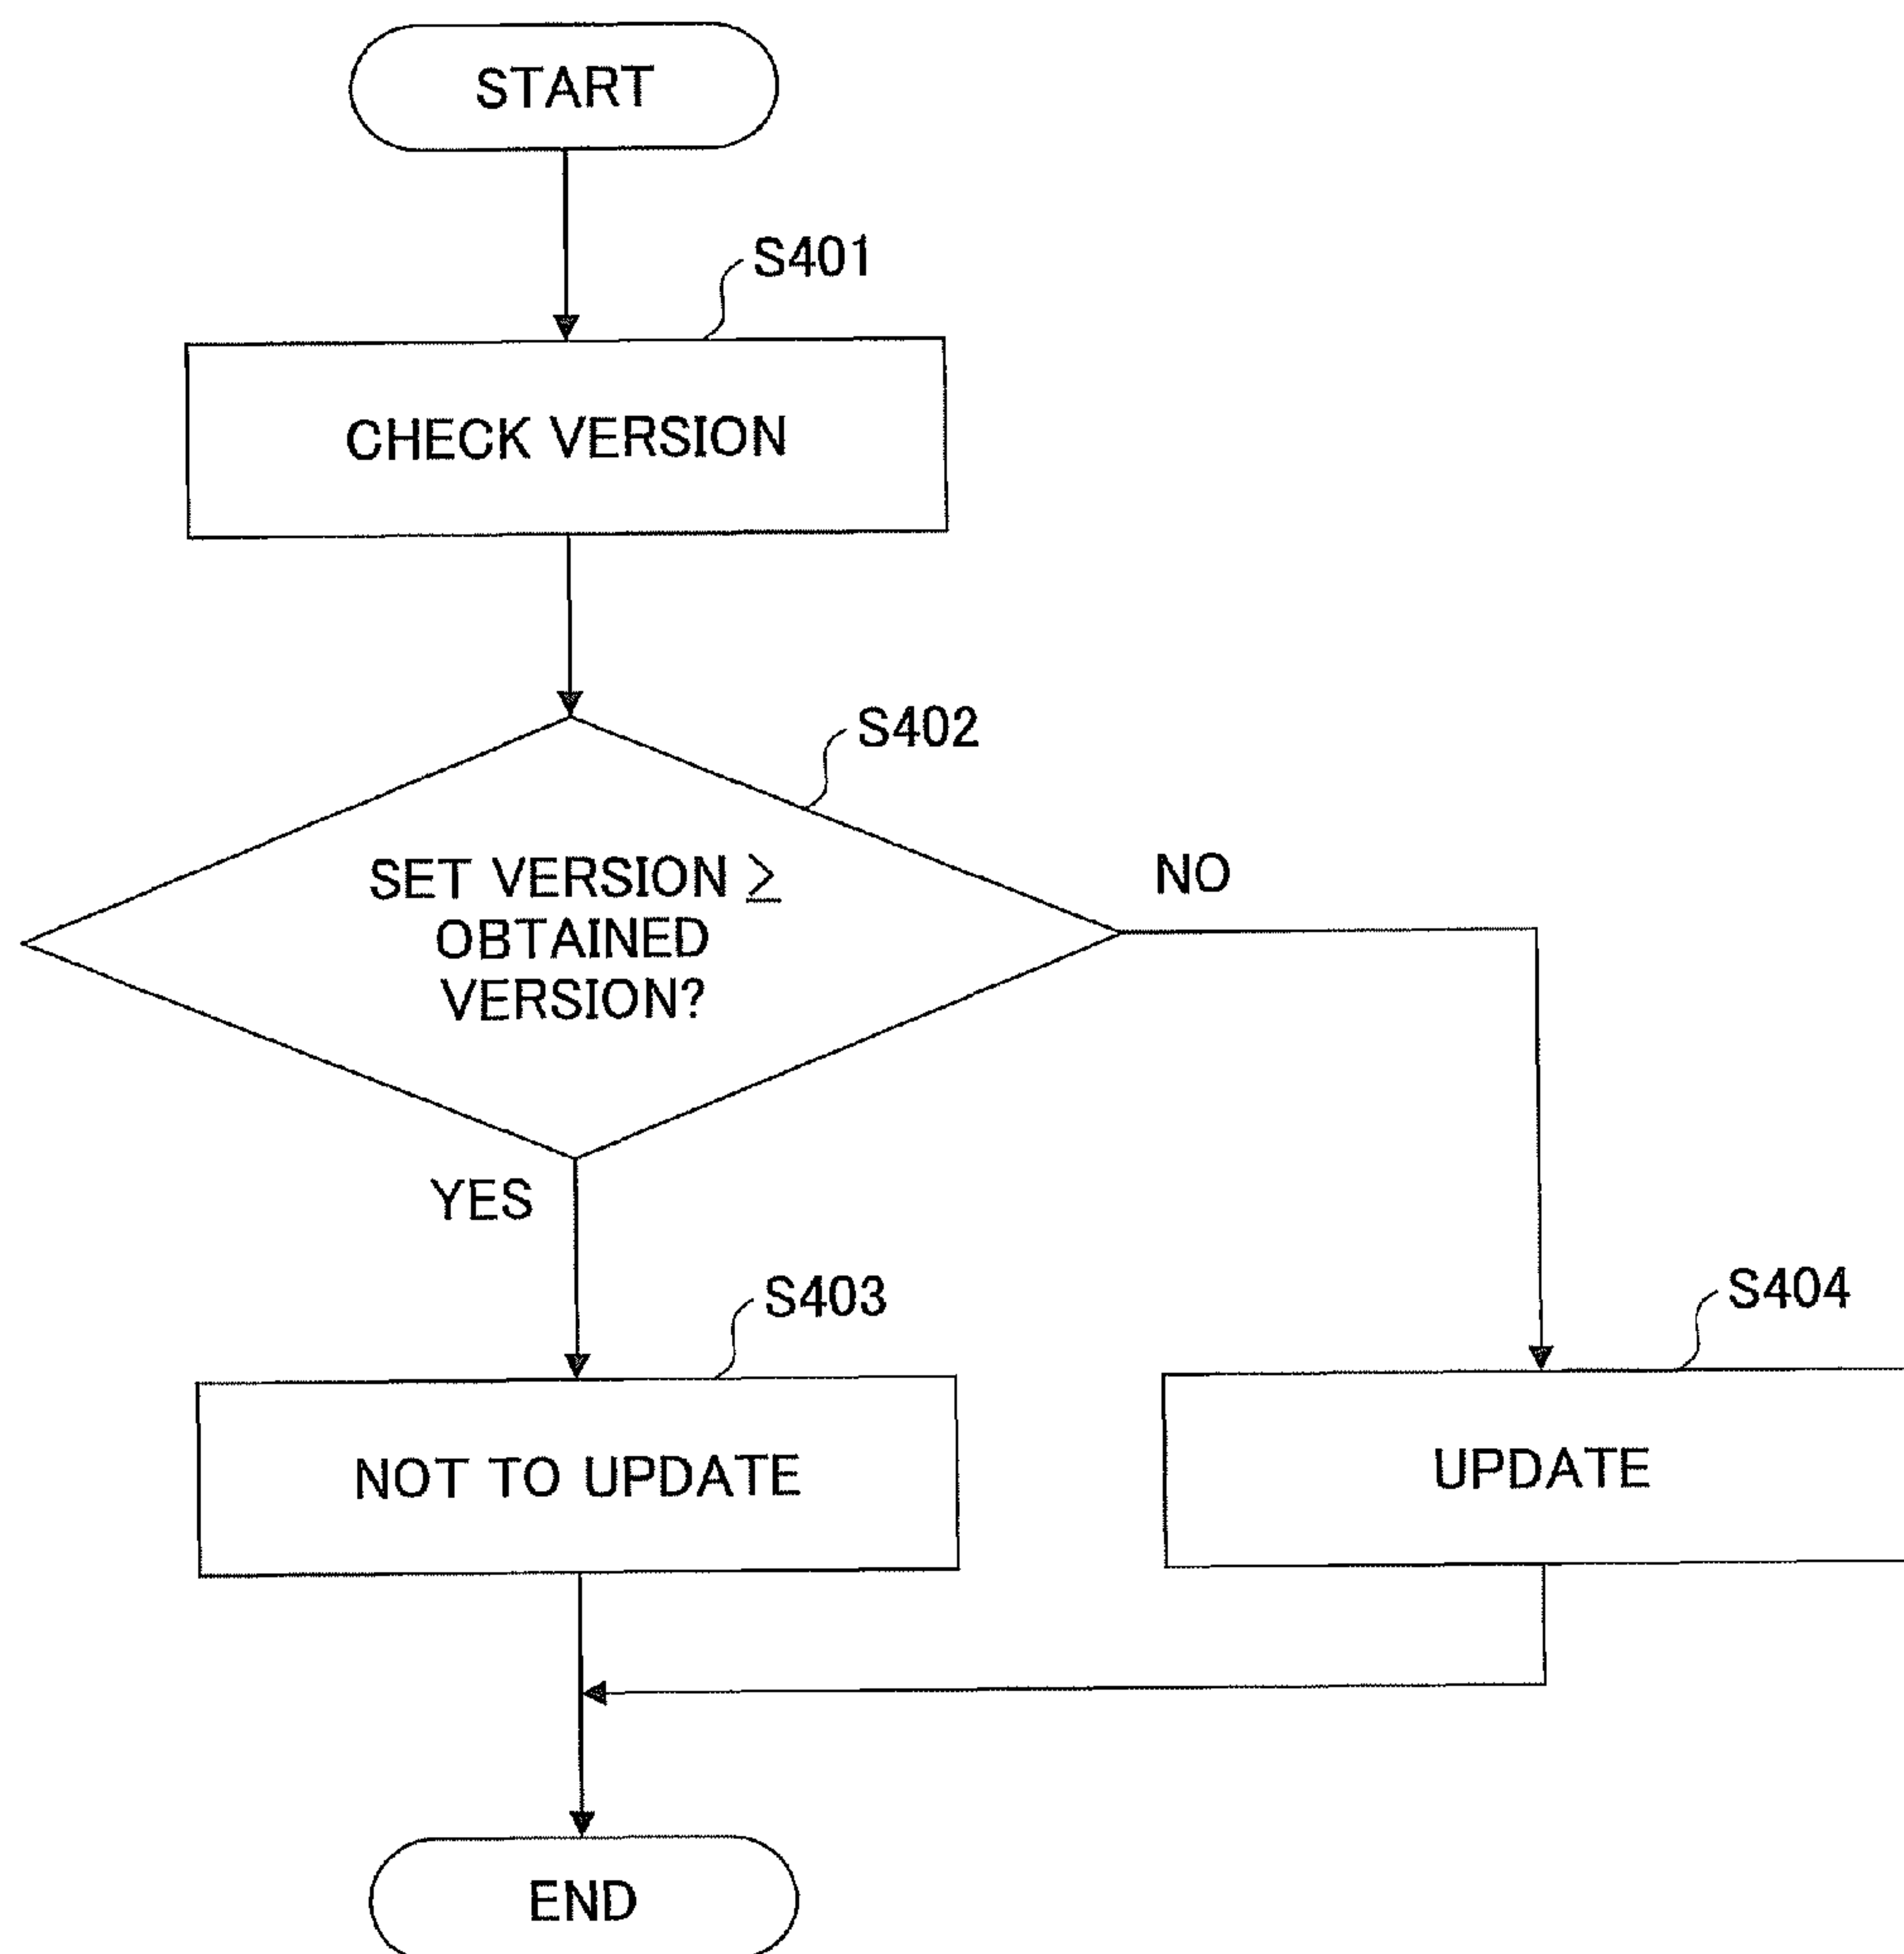 START
S401
CHECK VERSION
S402
SET VERSION ≥
OBTAINED
VERSION?
NO
YES
S403
S404
NOT TO UPDATE
UPDATE
END